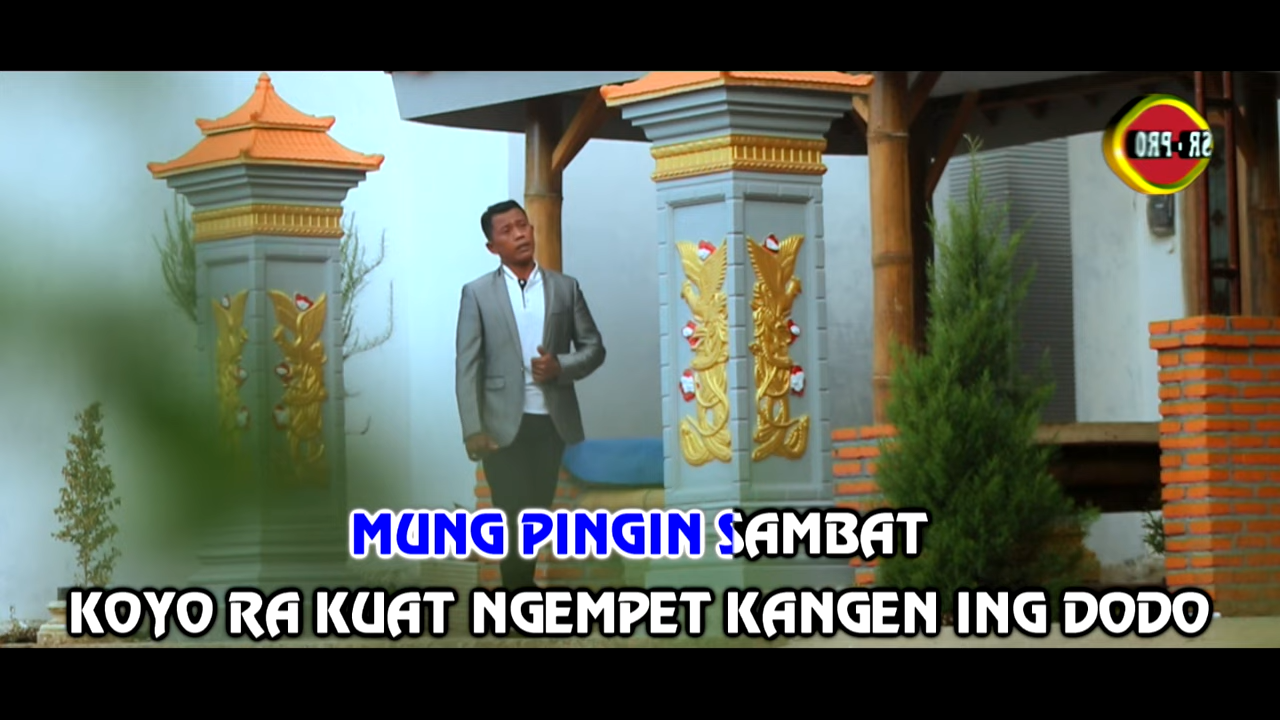 SR-PRO
MUNG PINGIN SAMBAT
KOYO RA KUAT NGEMPET KANGEN ING DODO